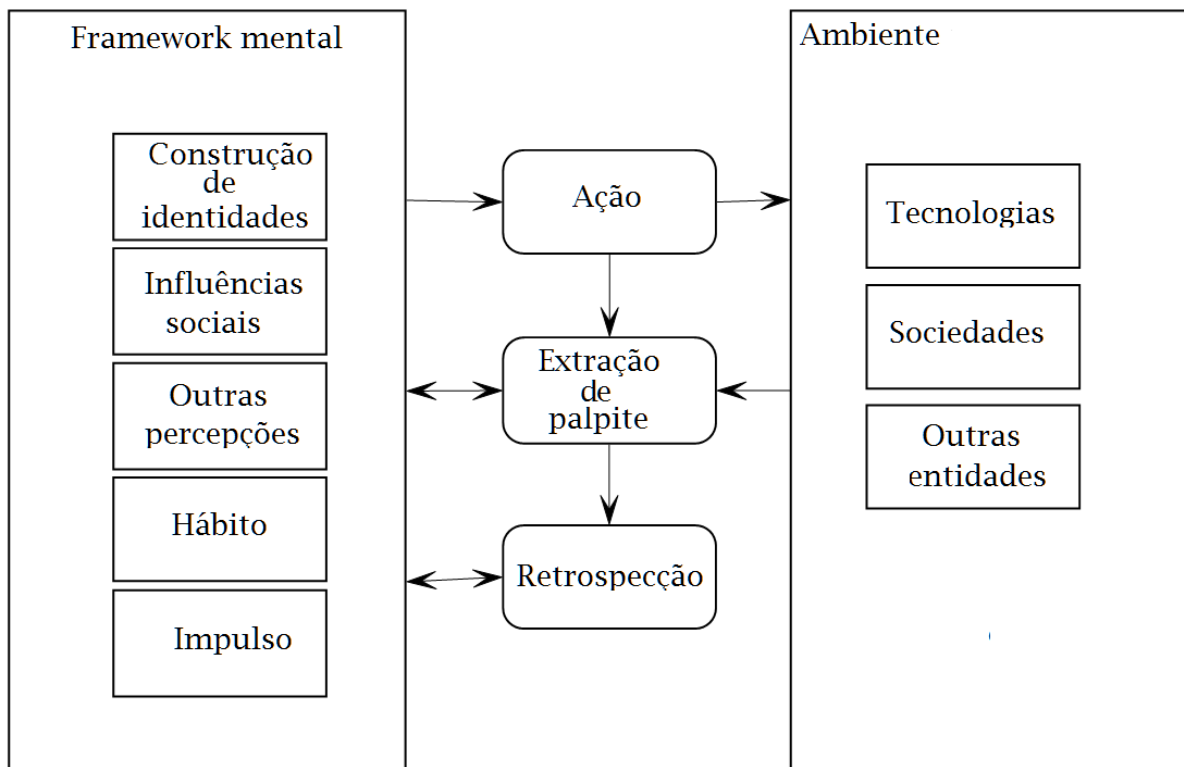 Framework mental
Construção
de
identidades
Influências
sociais
Outras
percepções
Hábito
Impulso
Ação
Extração
de
palpite
Retrospecção
Ambiente
Tecnologias
Sociedades
Outras
entidades